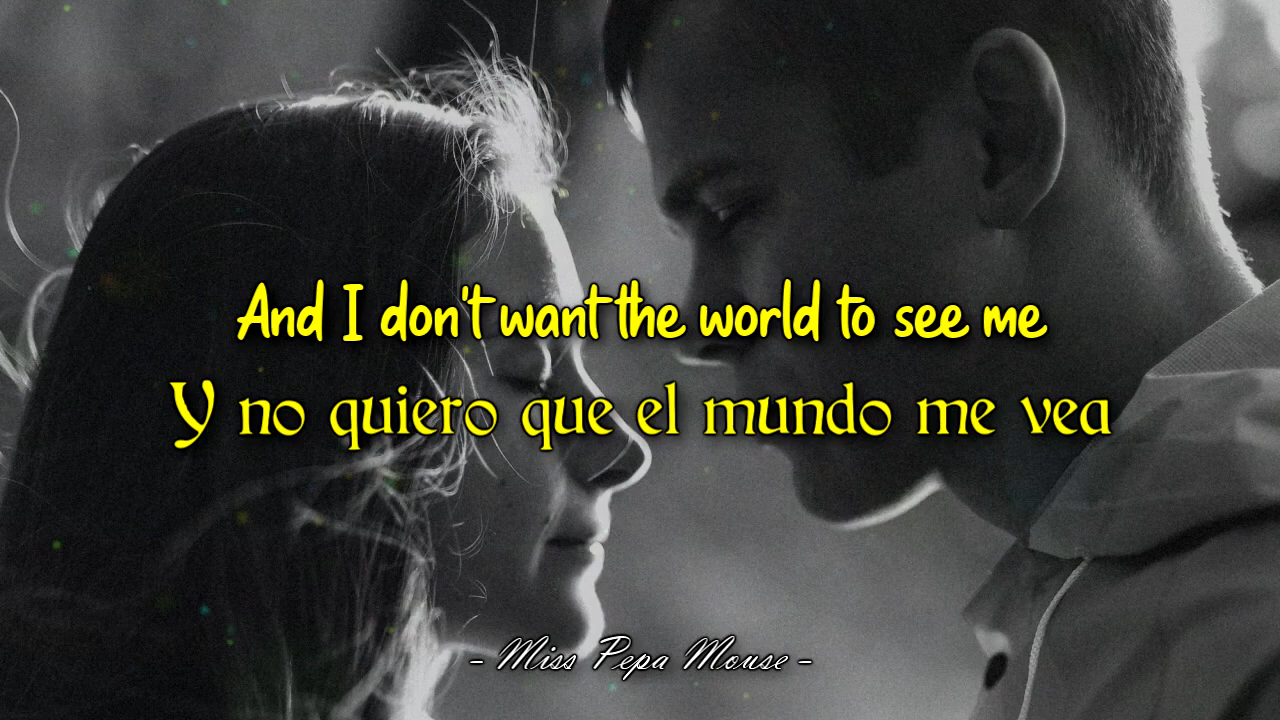 And I don't want the world to see me
Y no quiero que el mundo me vea
- Miss Pepa Mouse -